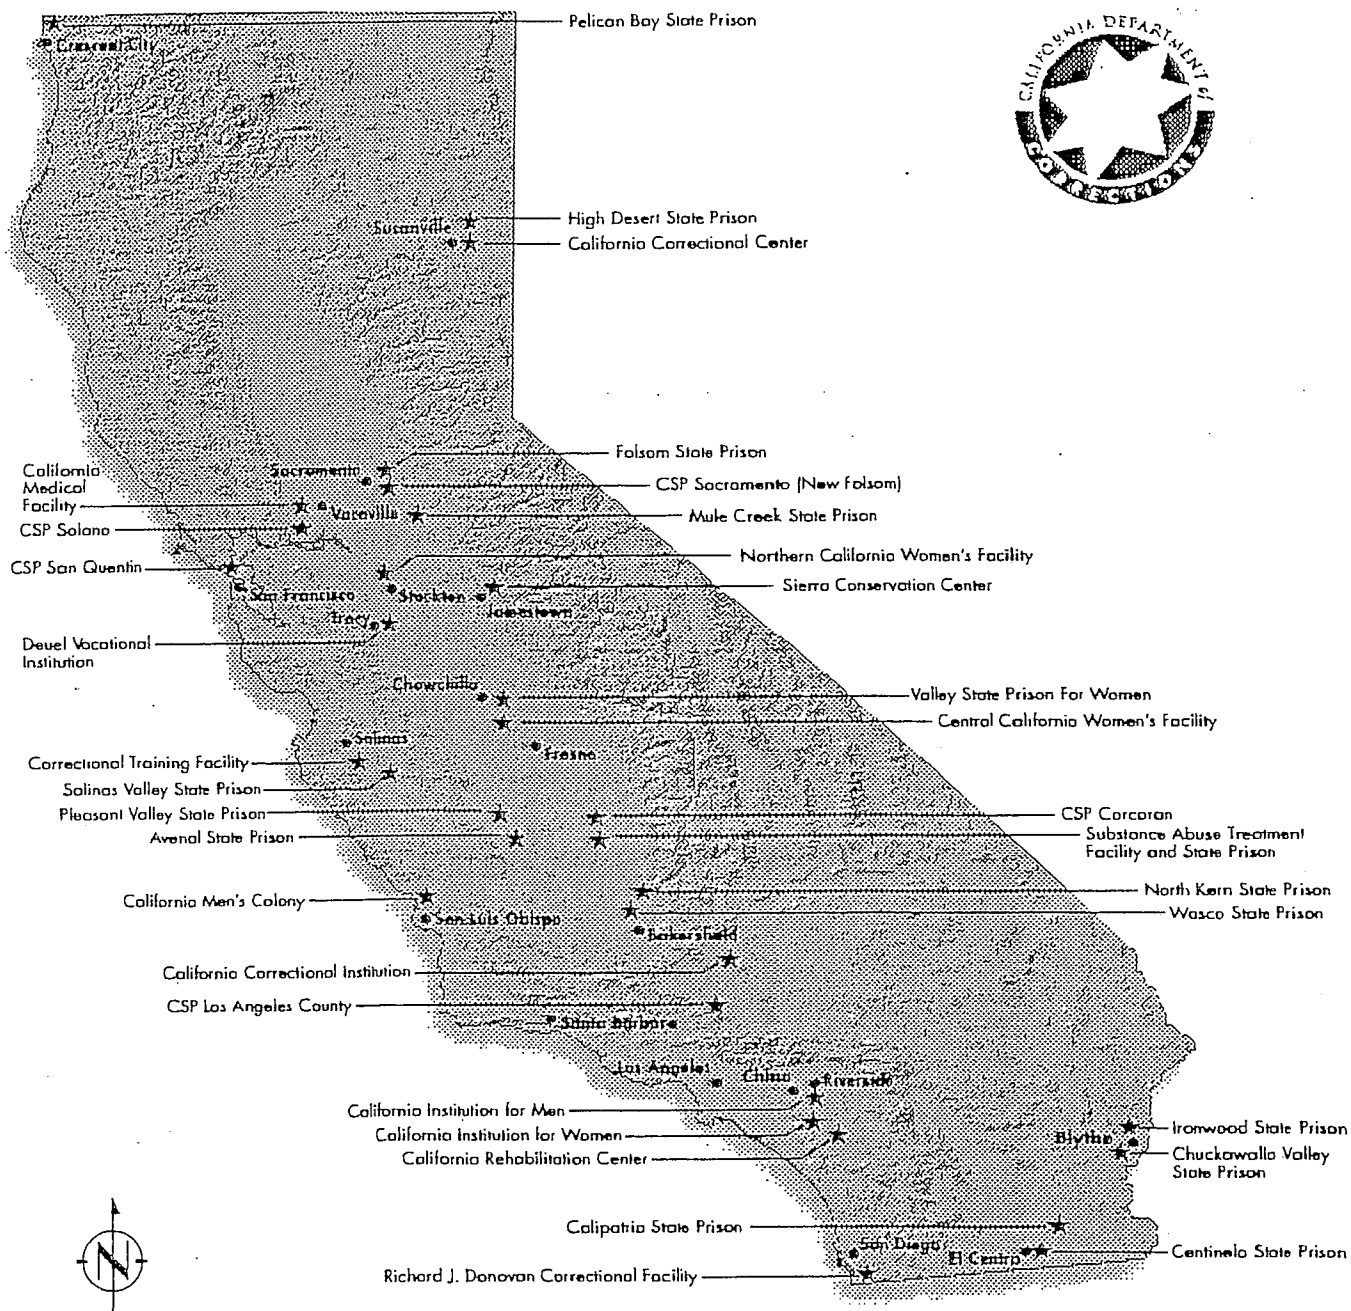 Pelican Bay State Prison
Crescent City
CALIFORNIA DEPARTMENT of
CORRECTIONS
High Desert State Prison
Susanville
California Correctional Center
Folsom State Prison
Sacramento
California
Medical
Facility
CSP Sacramento (New Folsom)
Vacaville
Mule Creek State Prison
CSP Solano
Northern California Women's Facility
CSP San Quentin
Sierra Conservation Center
San Francisco
Stockton
Jamestown
Tracy
Deuel Vocational
Institution
Chowchilla
Valley State Prison For Women
Central California Women's Facility
Salinas
Fresno
Correctional Training Facility
Salinas Valley State Prison
Pleasant Valley State Prison
CSP Corcoran
Avenal State Prison
Substance Abuse Treatment
Facility and State Prison
North Kern State Prison
California Men's Colony
Wasco State Prison
San Luis Obispo
Bakersfield
California Correctional Institution
CSP Los Angeles County
Santa Barbara
Los Angeles
Chino
Riverside
California Institution for Men
California Institution for Women
California Rehabilitation Center
Ironwood State Prison
Blythe
Chuckawalla Valley
State Prison
Calipatria State Prison
San Diego
El Centro
Centinela State Prison
Richard J. Donovan Correctional Facility
N